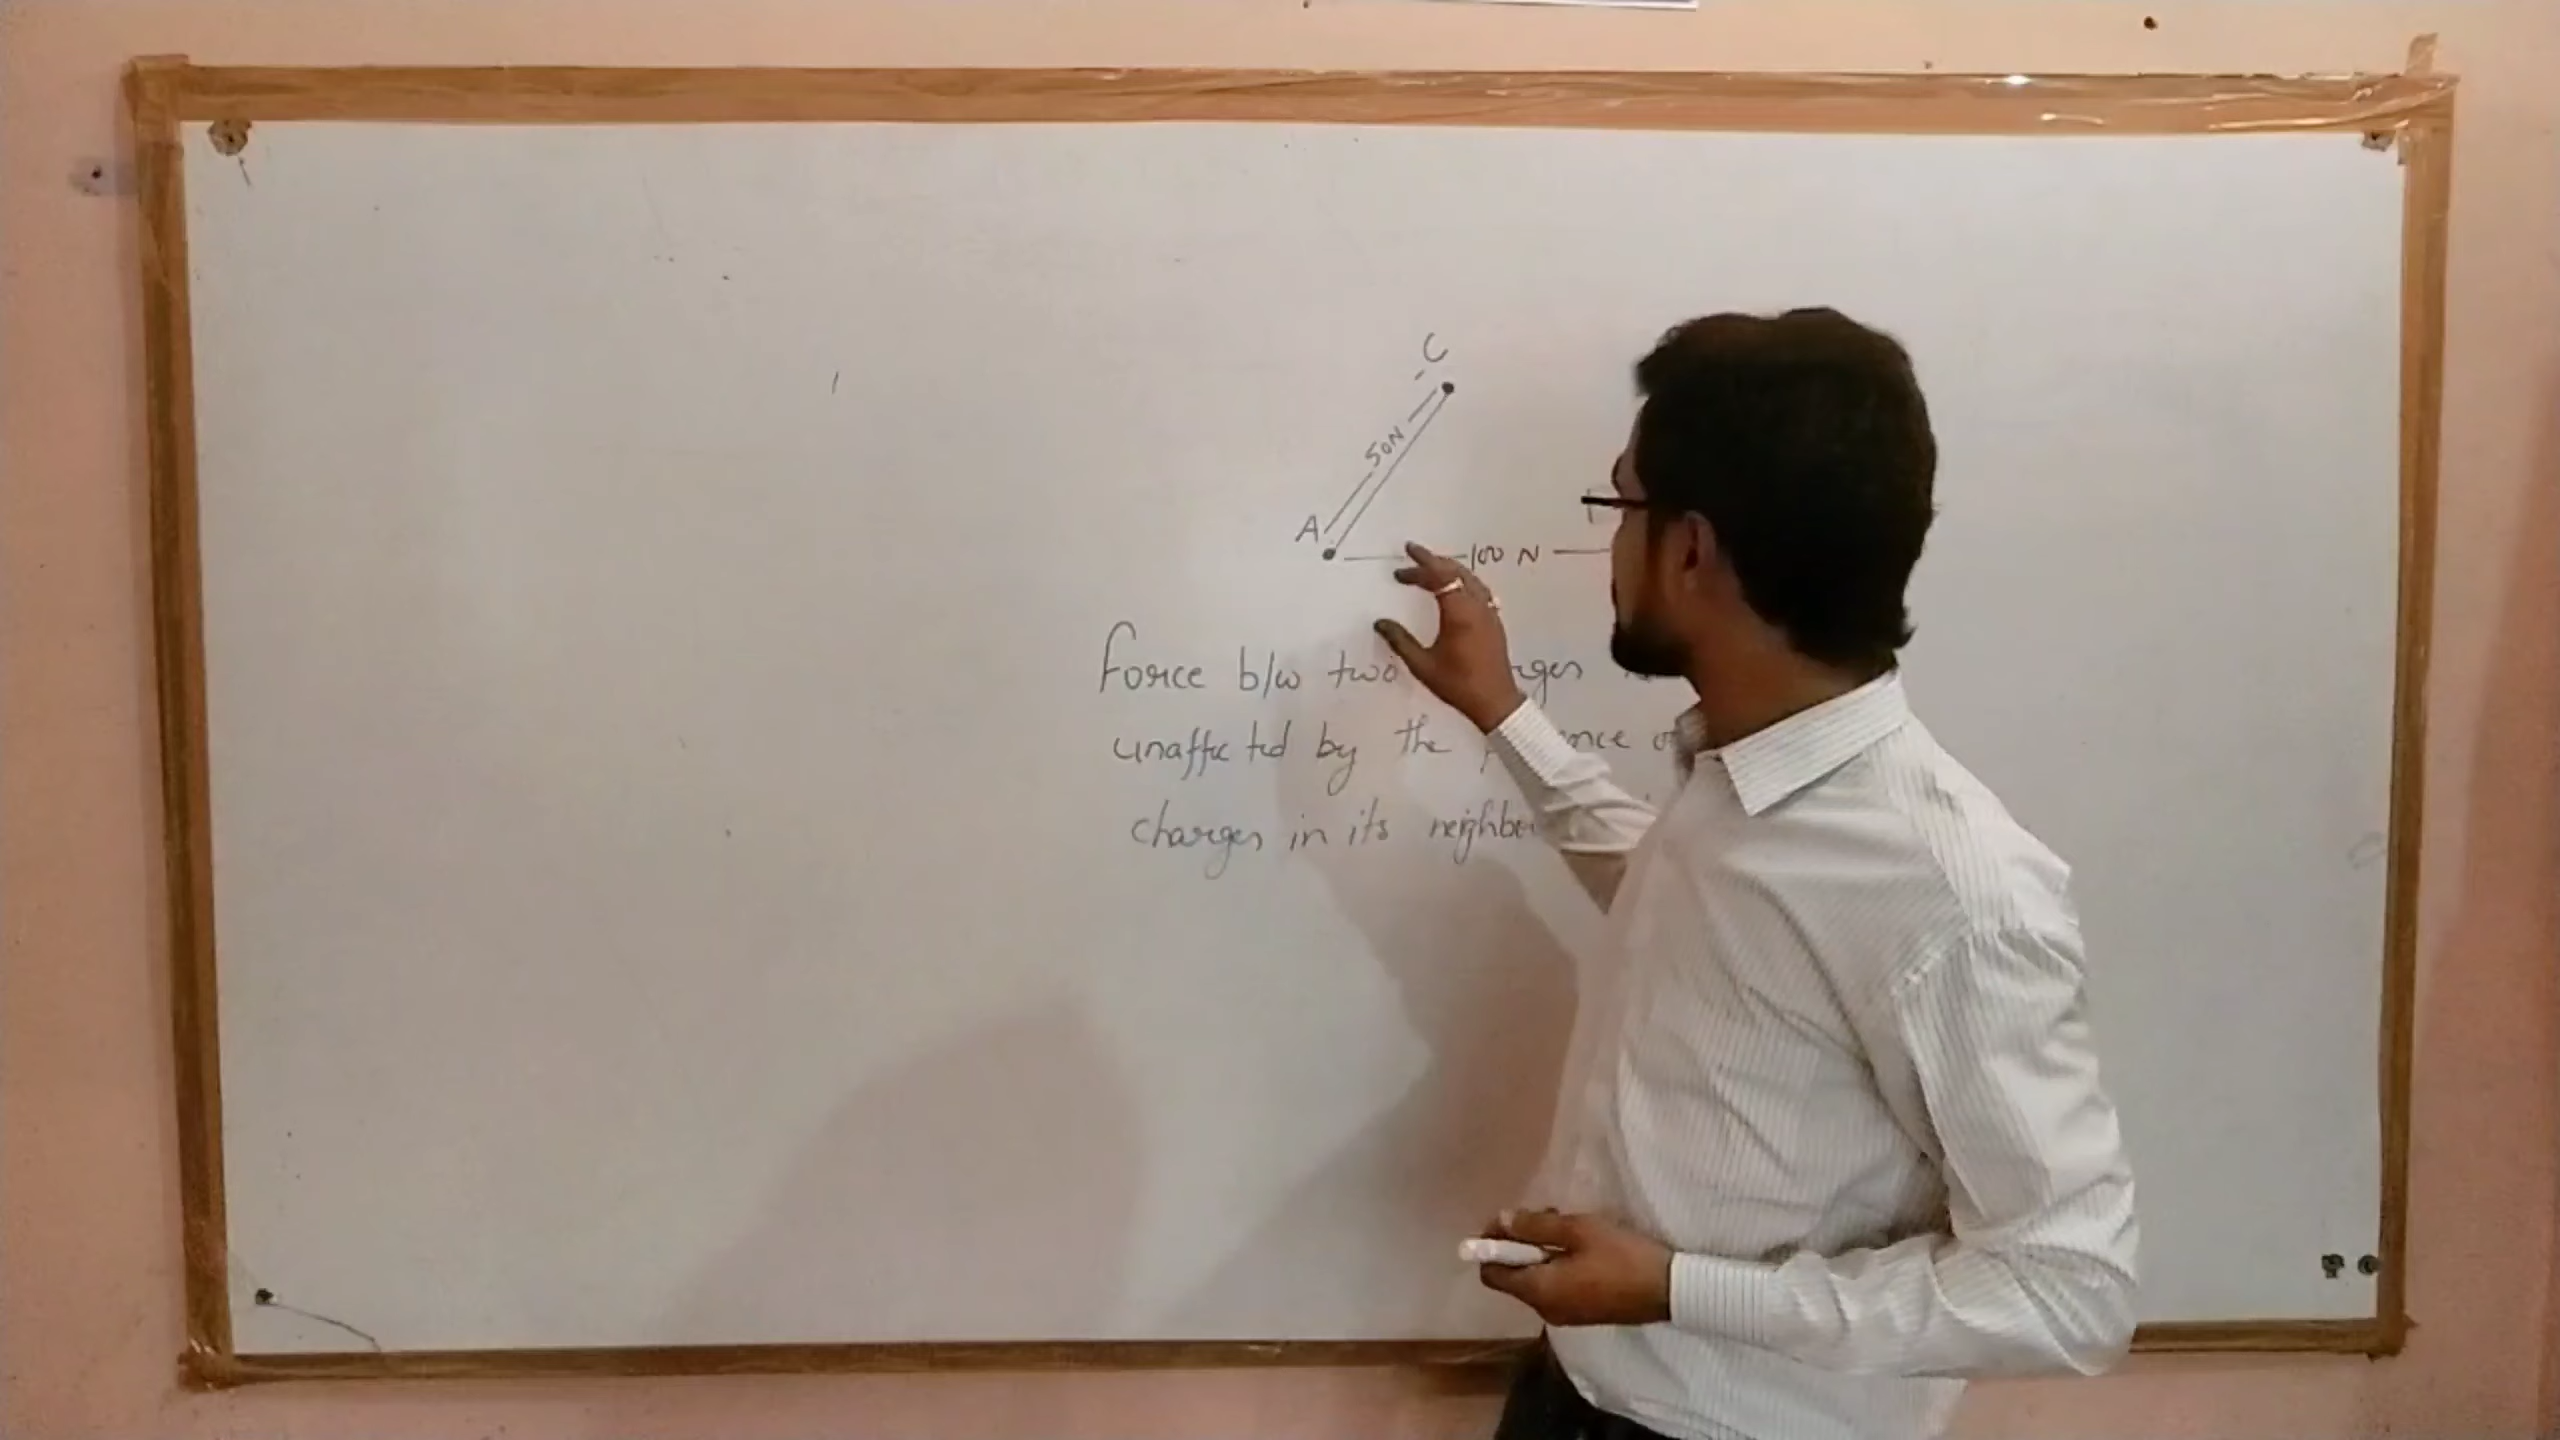 C
50N
A
100 N
Force b/w two
unaffected by the
charges in its